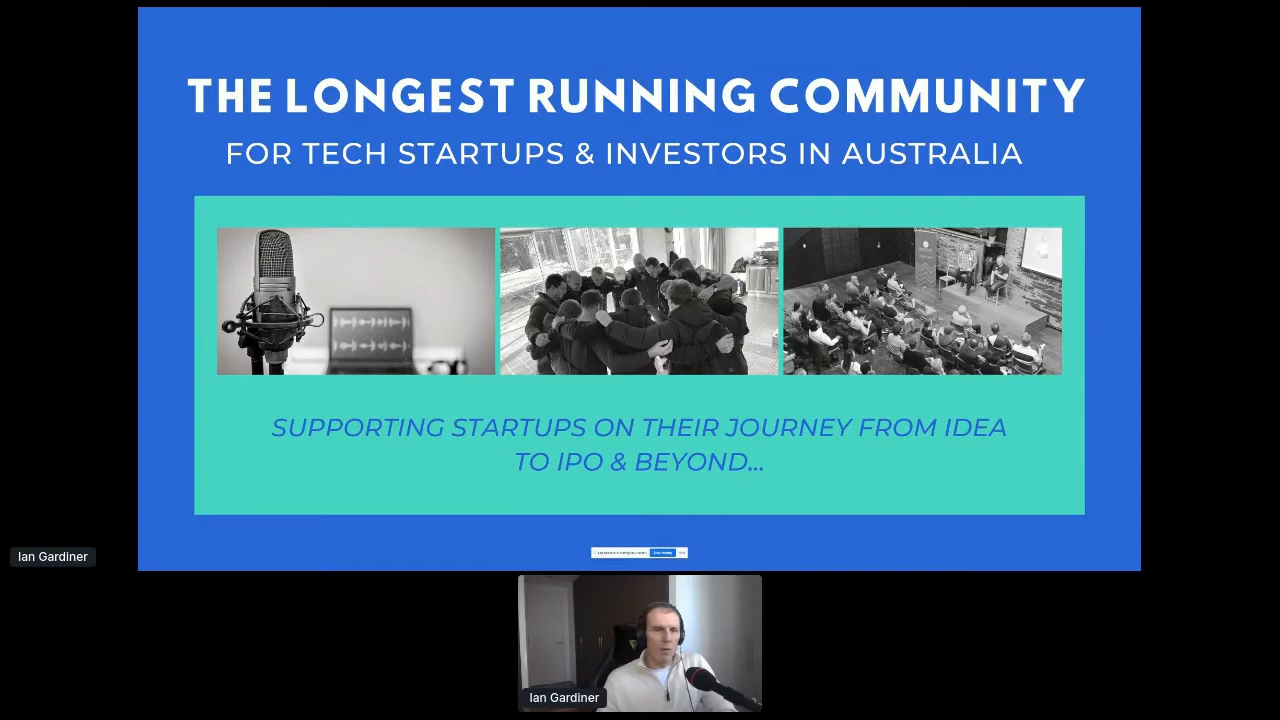 THE LONGEST RUNNING COMMUNITY
FOR TECH STARTUPS & INVESTORS IN AUSTRALIA
SUPPORTING STARTUPS ON THEIR JOURNEY FROM IDEA
TO IPO & BEYOND...
Ian Gardiner
Ian Gardiner